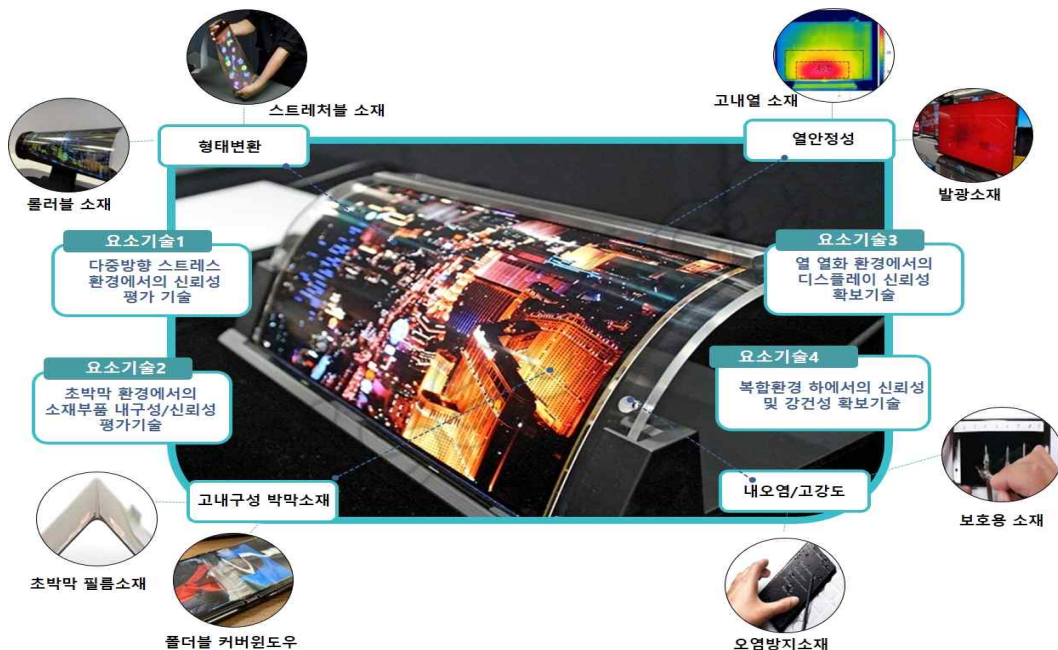 스트레처블 소재
고내열 소재
형태변환
열안정성
롤러블 소재
발광소재
요소기술1
다중방향 스트레스
환경에서의 신뢰성
평가 기술
요소기술3
열 열화 환경에서의
디스플레이 신뢰성
확보기술
요소기술2
초박막 환경에서의
소재부품 내구성/신뢰성
평가기술
요소기술4
복합환경 하에서의 신뢰성
및 강건성 확보기술
고내구성 박막소재
내오염/고강도
보호용 소재
초박막 필름소재
폴더블 커버윈도우
오염방지소재